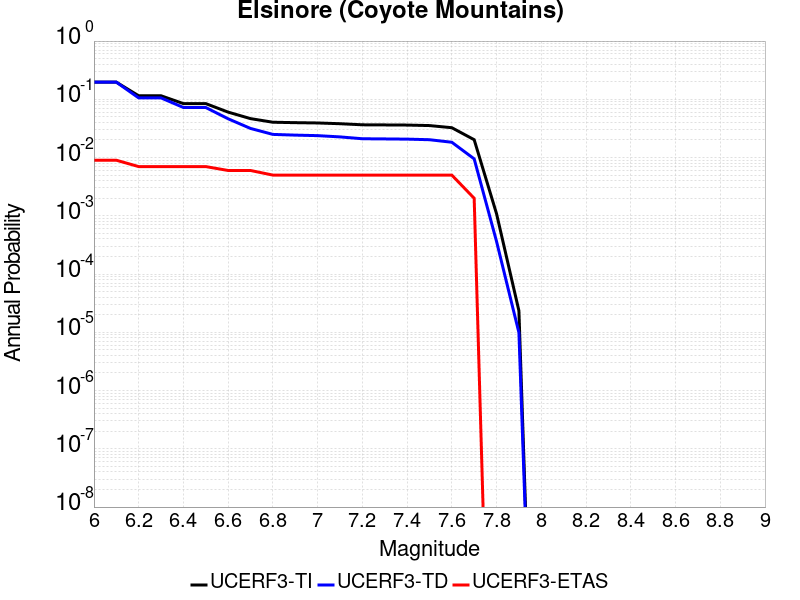 Elsinore (Coyote Mountains)
10^0
10^-1
10^-2
10^-3
10^-4
10^-5
10^-6
10^-7
10^-8
Annual Probability
6 6.2 6.4 6.6 6.8 7 7.2 7.4 7.6 7.8 8 8.2 8.4 8.6 8.8 9
Magnitude
UCERF3-TI UCERF3-TD UCERF3-ETAS